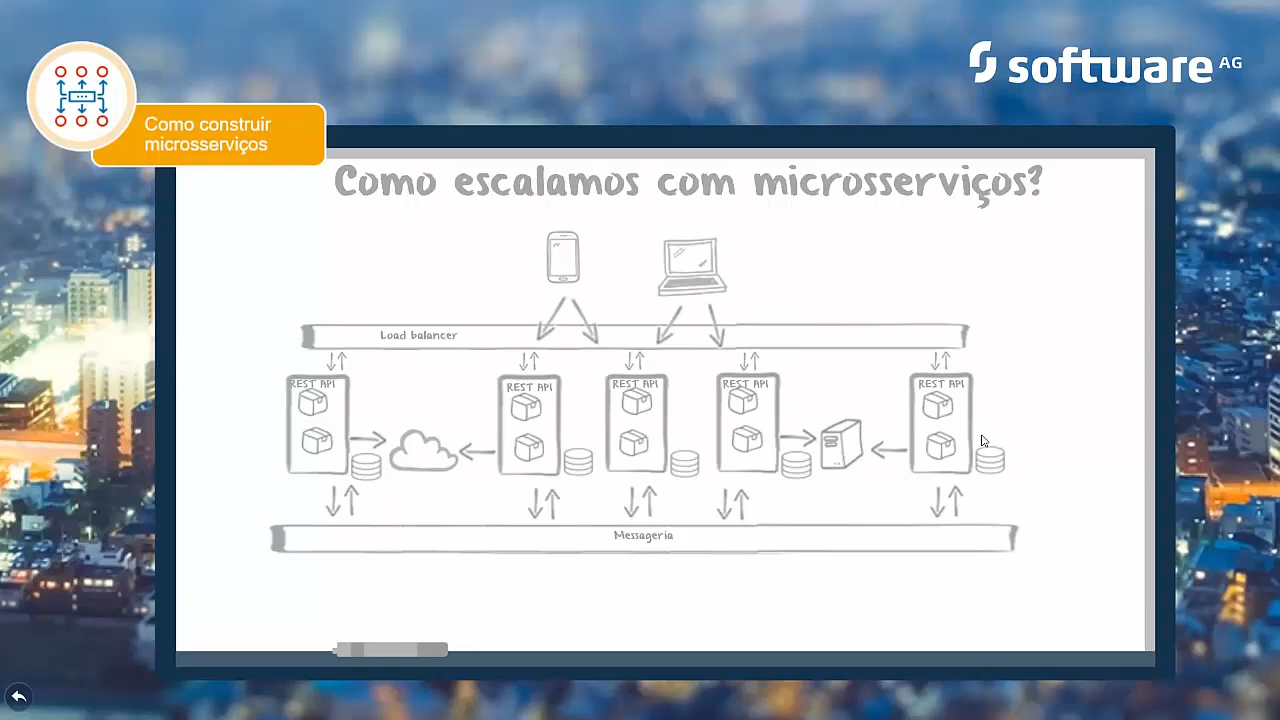 software AG
Como construir
microsserviços
Como escalamos com microsserviços?
Load balancer
REST API
REST API
REST API
REST API
REST API
Messageria